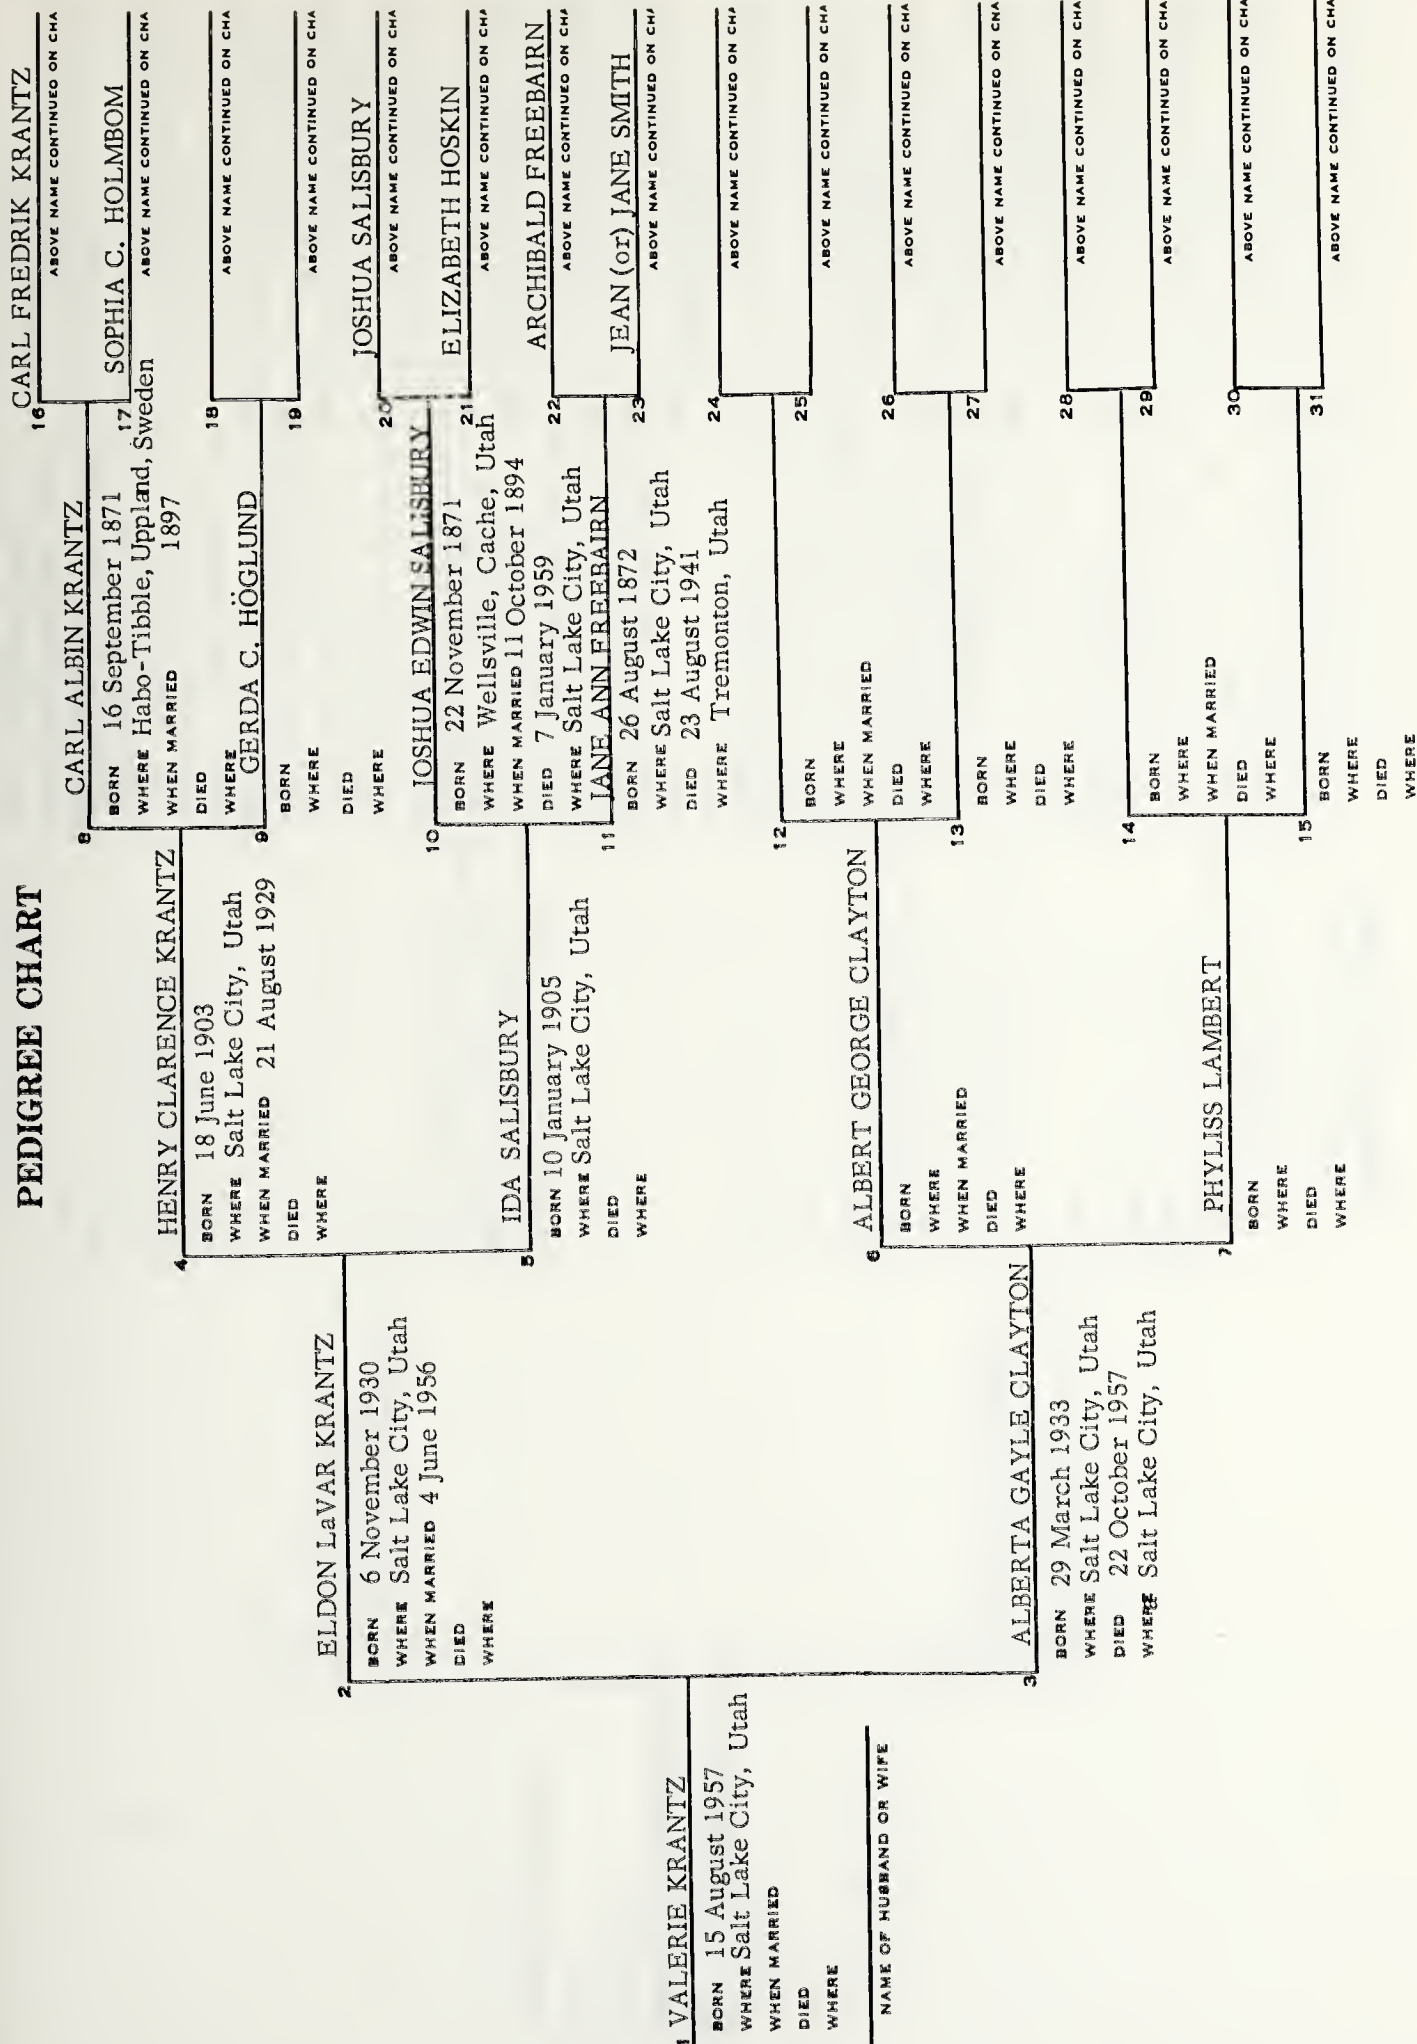 PEDIGREE CHART
VALERIE KRANTZ
BORN 15 August 1957
WHERE Salt Lake City, Utah
WHEN MARRIED
DIED
WHERE
NAME OF HUSBAND OR WIFE
2
ELDON LaVAR KRANTZ
BORN 6 November 1930
WHERE Salt Lake City, Utah
WHEN MARRIED 4 June 1956
DIED
WHERE
3
ALBERTA GAYLE CLAYTON
BORN 29 March 1933
WHERE Salt Lake City, Utah
DIED 22 October 1957
WHERE Salt Lake City, Utah
4
HENRY CLARENCE KRANTZ
BORN 18 June 1903
WHERE Salt Lake City, Utah
WHEN MARRIED 21 August 1929
DIED
WHERE
5
IDA SALISBURY
BORN 10 January 1905
WHERE Salt Lake City, Utah
DIED
WHERE
6
ALBERT GEORGE CLAYTON
BORN
WHERE
WHEN MARRIED
DIED
WHERE
7
PHYLISS LAMBERT
BORN
WHERE
DIED
WHERE
8
CARL ALBIN KRANTZ
BORN 16 September 1871
WHERE Habo-Tibble, Uppland, Sweden
WHEN MARRIED 1897
DIED
WHERE
9
GERDA C. HÖGLUND
BORN
WHERE
DIED
WHERE
10
JOSHUA EDWIN SALISBURY
BORN 22 November 1871
WHERE Wellsville, Cache, Utah
WHEN MARRIED 11 October 1894
DIED 7 January 1959
WHERE Salt Lake City, Utah
11
JANE ANN FREEBAIRN
BORN 26 August 1872
WHERE Salt Lake City, Utah
DIED 23 August 1941
WHERE Tremonton, Utah
12
BORN
WHERE
WHEN MARRIED
DIED
WHERE
13
BORN
WHERE
DIED
WHERE
14
BORN
WHERE
WHEN MARRIED
DIED
WHERE
15
BORN
WHERE
DIED
WHERE
16
CARL FREDRIK KRANTZ
ABOVE NAME CONTINUED ON CHA
17
SOPHIA C. HOLMBOM
ABOVE NAME CONTINUED ON CHA
18
ABOVE NAME CONTINUED ON CHA
19
ABOVE NAME CONTINUED ON CHA
20
JOSHUA SALISBURY
ABOVE NAME CONTINUED ON CHA
21
ELIZABETH HOSKIN
ABOVE NAME CONTINUED ON CHA
22
ARCHIBALD FREEBAIRN
ABOVE NAME CONTINUED ON CHA
23
JEAN (or) JANE SMITH
ABOVE NAME CONTINUED ON CHA
24
ABOVE NAME CONTINUED ON CHA
25
ABOVE NAME CONTINUED ON CHA
26
ABOVE NAME CONTINUED ON CHA
27
ABOVE NAME CONTINUED ON CHA
28
ABOVE NAME CONTINUED ON CHA
29
ABOVE NAME CONTINUED ON CHA
30
ABOVE NAME CONTINUED ON CHA
31
ABOVE NAME CONTINUED ON CHA